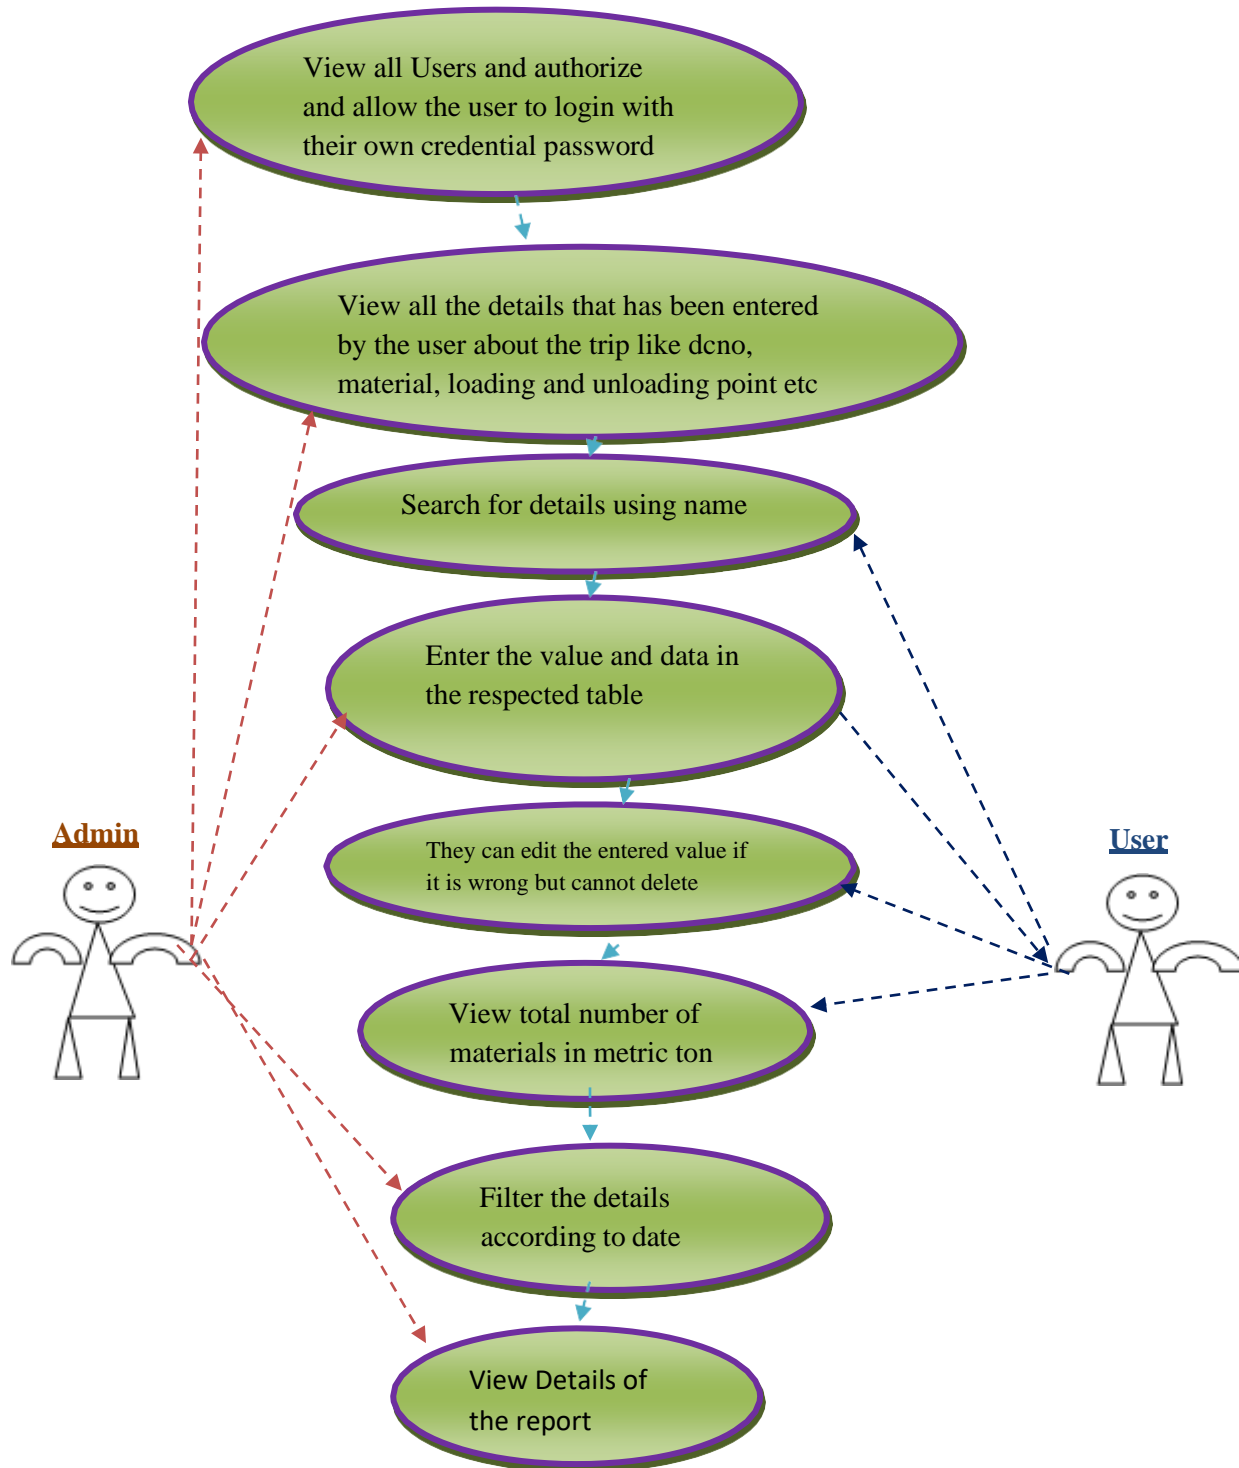 View all Users and authorize
and allow the user to login with
their own credential password
View all the details that has been entered
by the user about the trip like dcno,
material, loading and unloading point etc
Search for details using name
Enter the value and data in
the respected table
Admin
User
They can edit the entered value if
it is wrong but cannot delete
View total number of
materials in metric ton
Filter the details
according to date
View Details of
the report